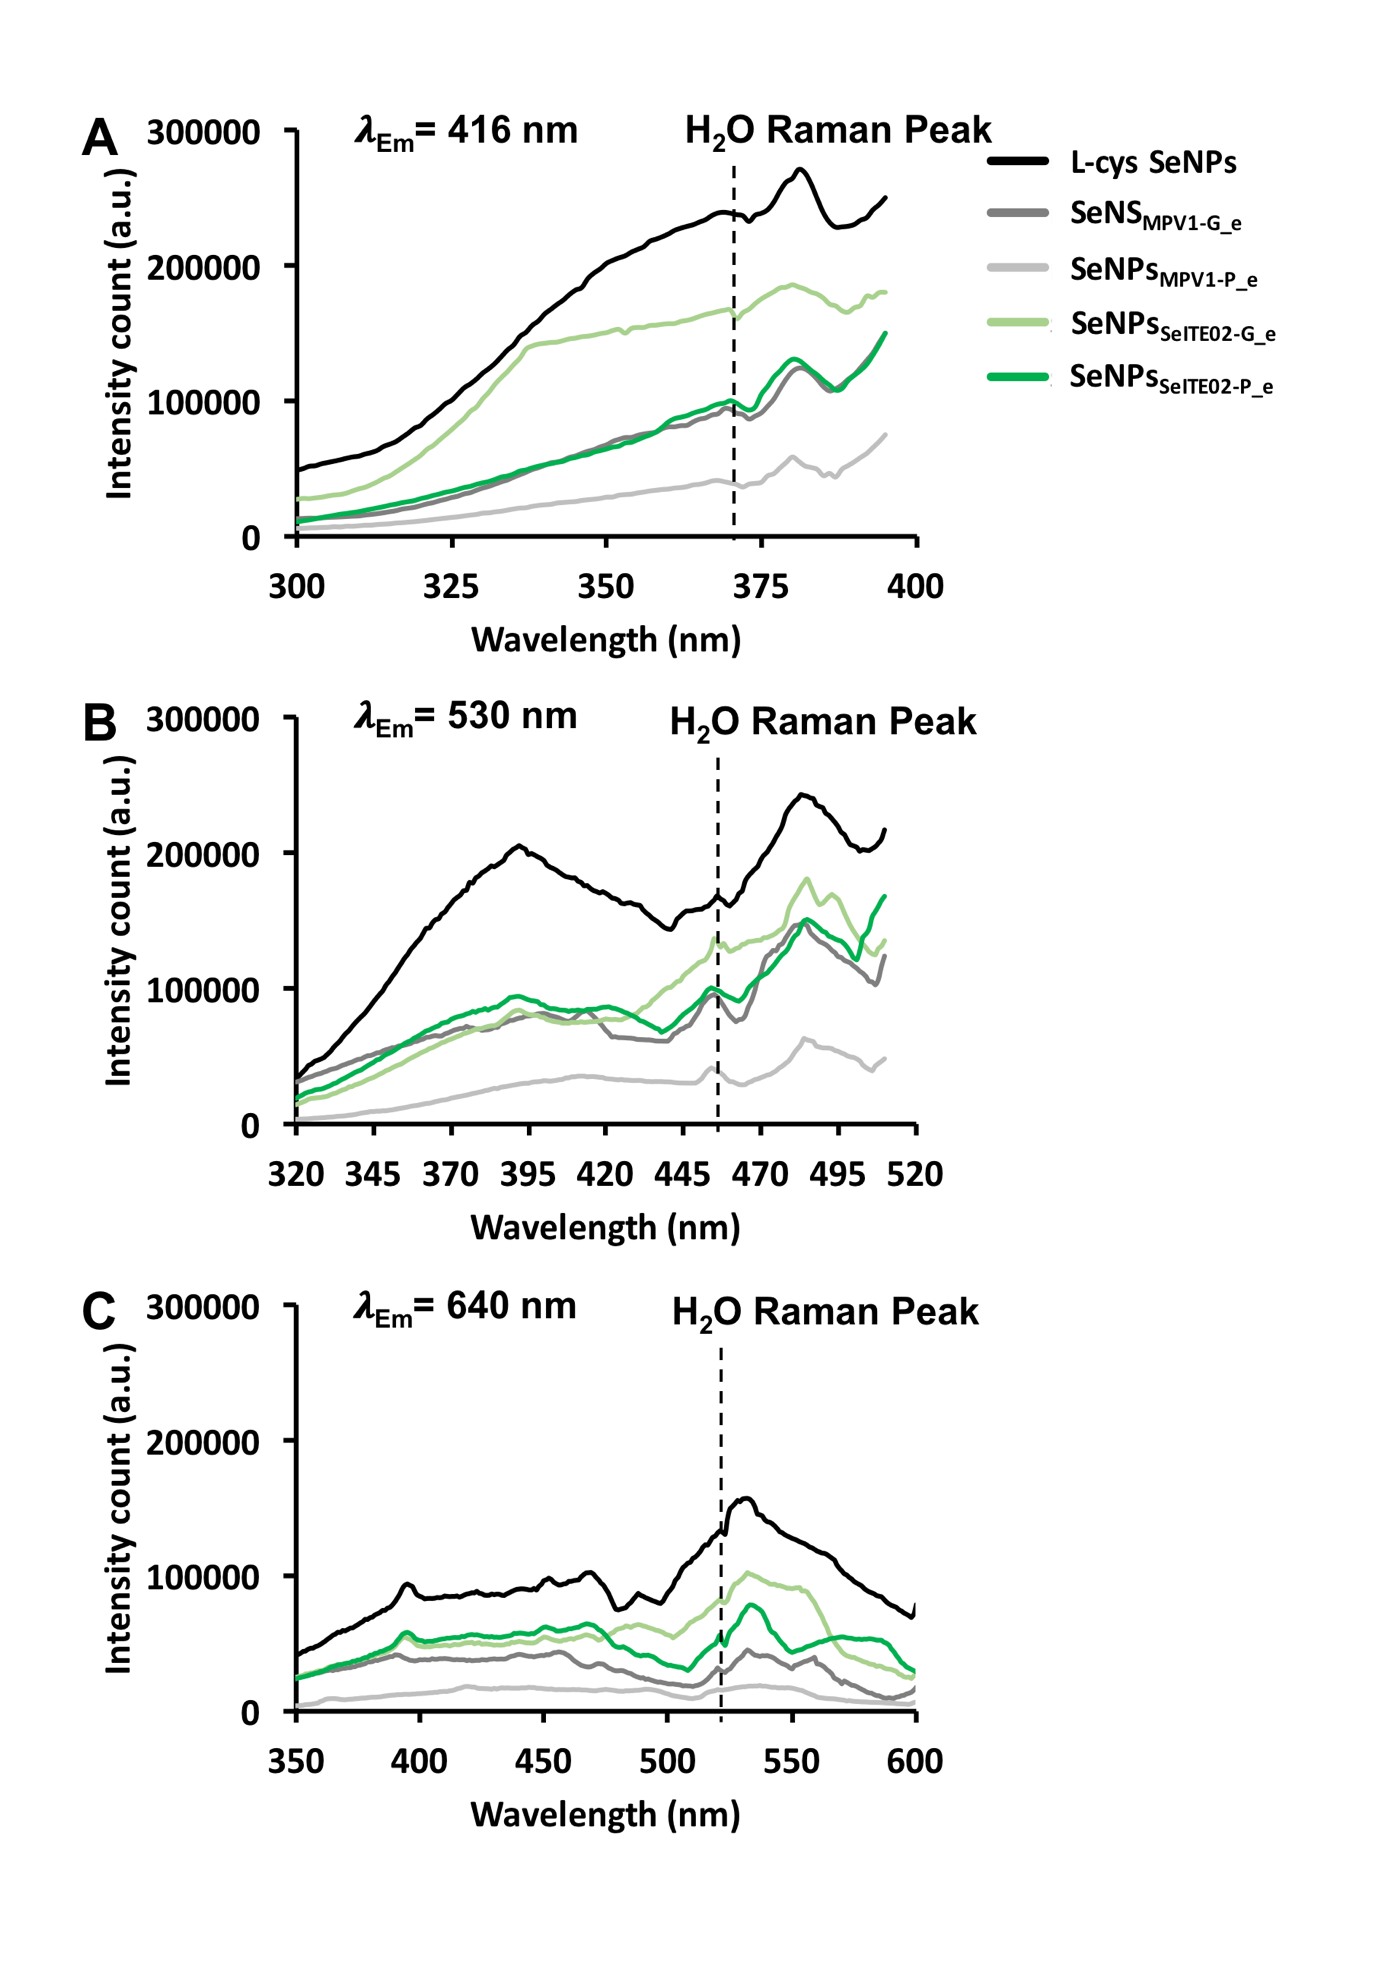 A
λEm= 416 nm
H2O Raman Peak
Intensity count (a.u.)
300000
200000
100000
0
300 325 350 375 400
Wavelength (nm)
L-cys SeNPs
SeNSMPV1-G_e
SeNPsMPV1-P_e
SeNPsSeITE02-G_e
SeNPsSeITE02-P_e
B
λEm= 530 nm
H2O Raman Peak
Intensity count (a.u.)
300000
200000
100000
0
320 345 370 395 420 445 470 495 520
Wavelength (nm)
C
λEm= 640 nm
H2O Raman Peak
Intensity count (a.u.)
300000
200000
100000
0
350 400 450 500 550 600
Wavelength (nm)